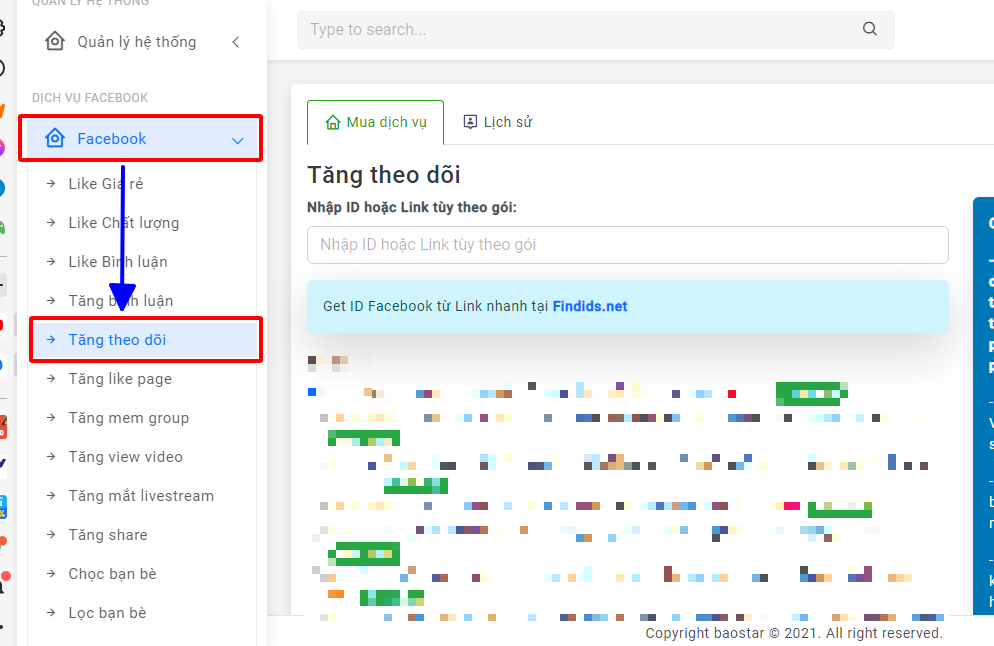 QUẢN LÝ HỆ THỐNG
Quản lý hệ thống
DỊCH VỤ FACEBOOK
Facebook
Like Giá rẻ
Like Chất lượng
Like Bình luận
Tăng bình luận
Tăng theo dõi
Tăng like page
Tăng mem group
Tăng view video
Tăng mắt livestream
Tăng share
Chọc bạn bè
Lọc bạn bè
Type to search...
Mua dịch vụ
Lịch sử
Tăng theo dõi
Nhập ID hoặc Link tùy theo gói:
Nhập ID hoặc Link tùy theo gói
Get ID Facebook từ Link nhanh tại Findids.net
Copyright baostar © 2021. All right reserved.